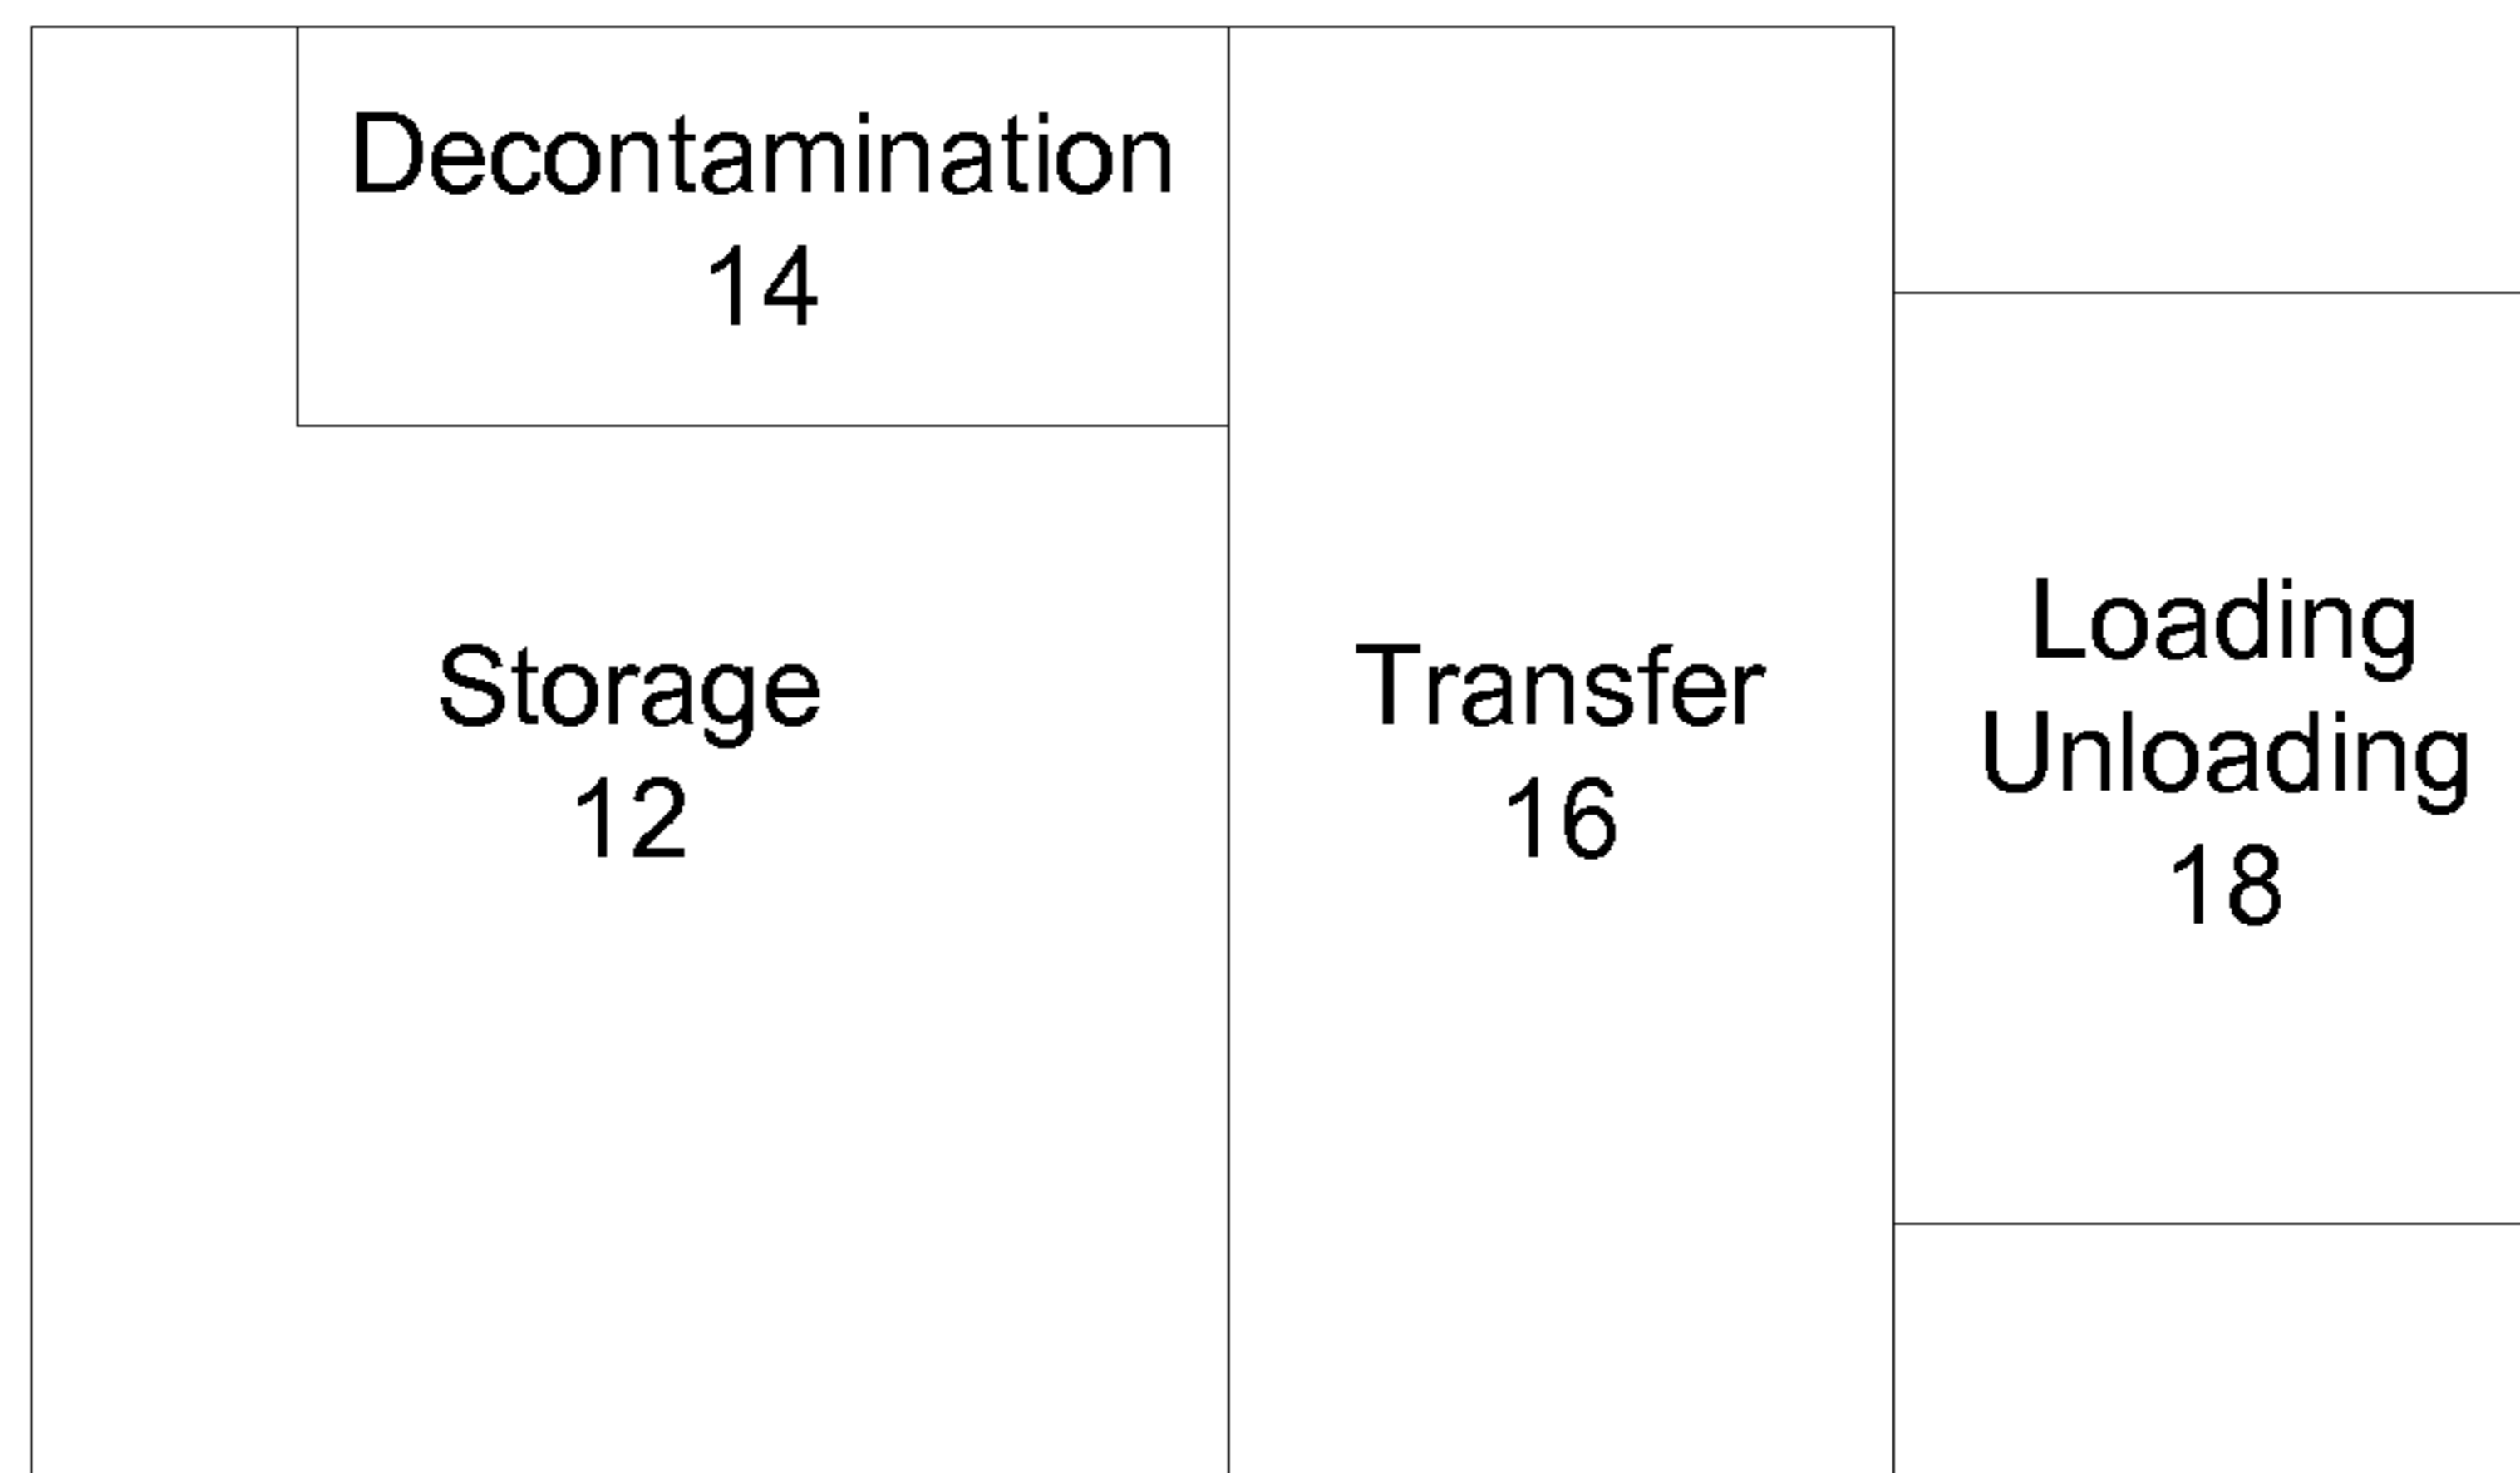 Decontamination
14
Storage
12
Transfer
16
Loading
Unloading
18